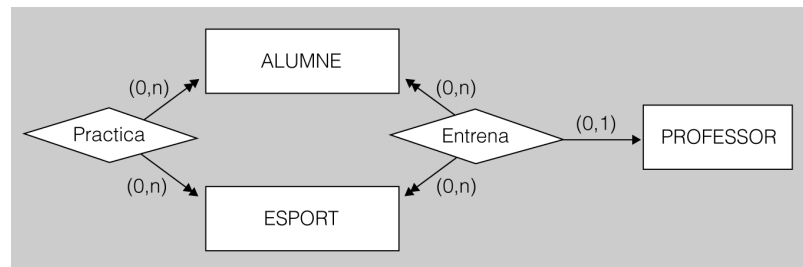 ALUMNE
(0,n)
(0,n)
Practica
Entrena
(0,1)
PROFESSOR
(0,n)
(0,n)
ESPORT